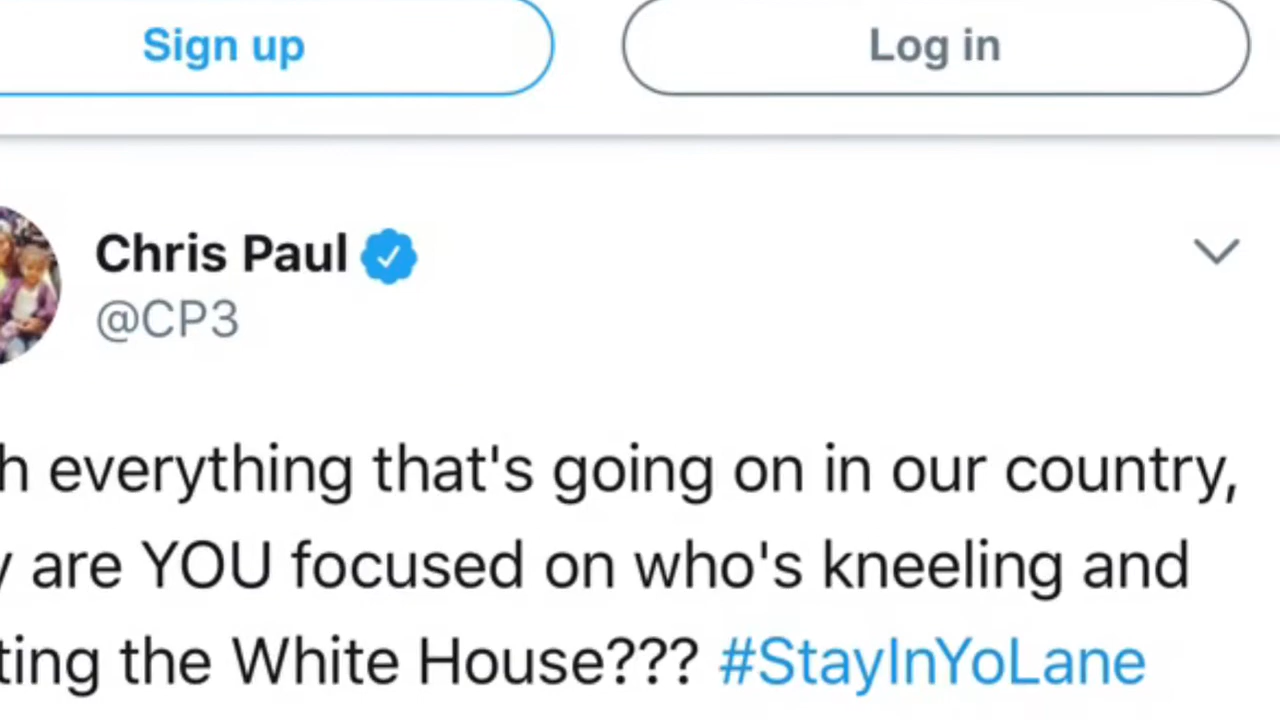 Sign up
Log in
Chris Paul
@CP3
h everything that's going on in our country,
y are YOU focused on who's kneeling and
ting the White House??? #StayInYoLane